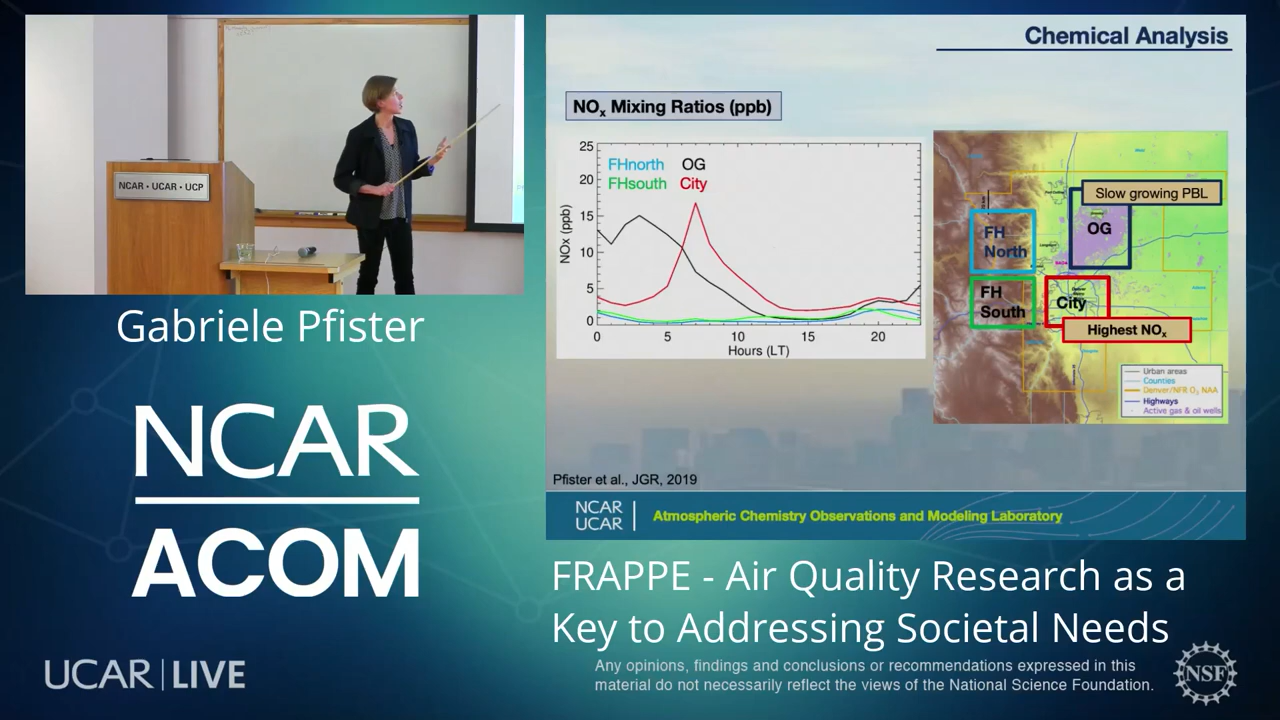 NCAR • UCAR • UCP
Gabriele Pfister
NCAR
ACOM
UCAR | LIVE
Chemical Analysis
NOx Mixing Ratios (ppb)
FHnorth OG
FHsouth City
NOx (ppb)
25
20
15
10
5
0
0 5 10 15 20
Hours (LT)
Slow growing PBL
FH
North
OG
FH
South
City
Highest NOx
Urban areas
Counties
Denver/NFR O3 NAA
Highways
Active gas & oil wells
Pfister et al., JGR, 2019
NCAR
UCAR
Atmospheric Chemistry Observations and Modeling Laboratory
FRAPPE - Air Quality Research as a
Key to Addressing Societal Needs
Any opinions, findings and conclusions or recommendations expressed in this
material do not necessarily reflect the views of the National Science Foundation.
NSF